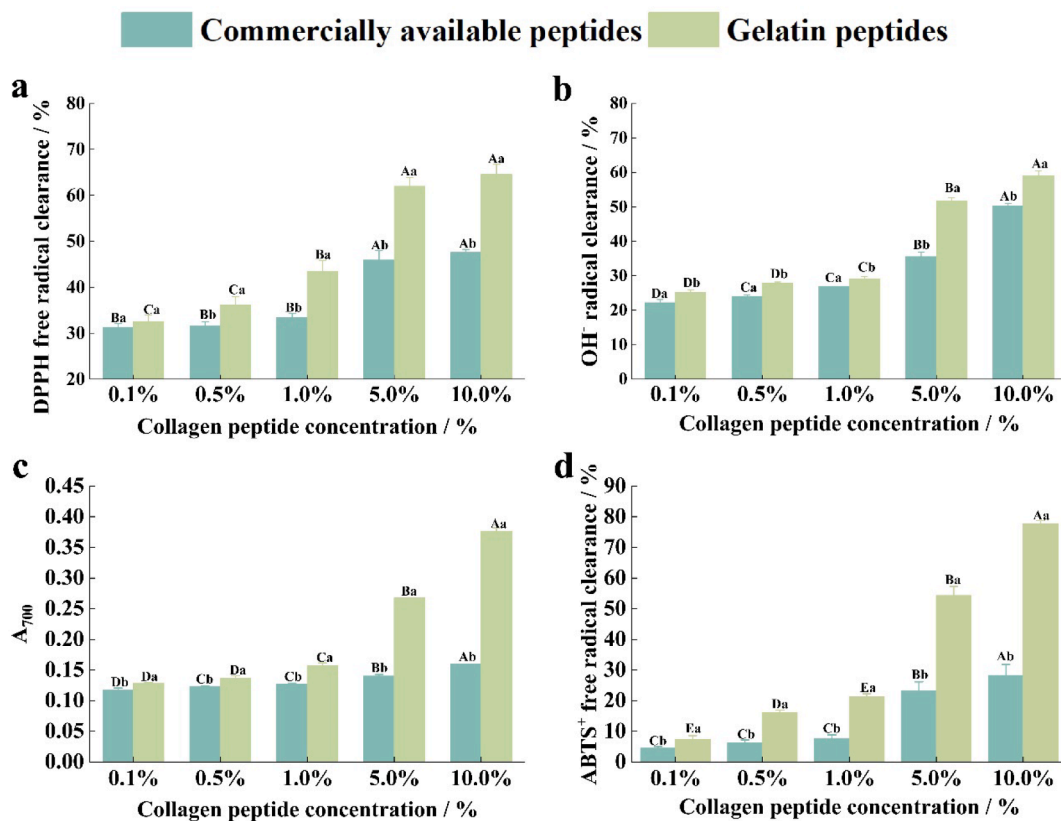 Commercially available peptides Gelatin peptides
a
DPPH free radical clearance / %
80
70
60
50
40
30
20
Ba Ca Bb Ca Bb Ba Ab Aa Ab Aa
0.1% 0.5% 1.0% 5.0% 10.0%
Collagen peptide concentration / %
b
OH- radical clearance / %
80
70
60
50
40
30
20
10
0
Da Db Ca Db Ca Cb Bb Ba Ab Aa
0.1% 0.5% 1.0% 5.0% 10.0%
Collagen peptide concentration / %
c
A700
0.45
0.40
0.35
0.30
0.25
0.20
0.15
0.10
0.05
0.00
Db Da Cb Da Cb Ca Bb Ba Ab Aa
0.1% 0.5% 1.0% 5.0% 10.0%
Collagen peptide concentration / %
d
ABTS+ free radical clearance / %
90
80
70
60
50
40
30
20
10
0
Cb Ea Cb Da Cb Ea Bb Ba Ab Aa
0.1% 0.5% 1.0% 5.0% 10.0%
Collagen peptide concentration / %